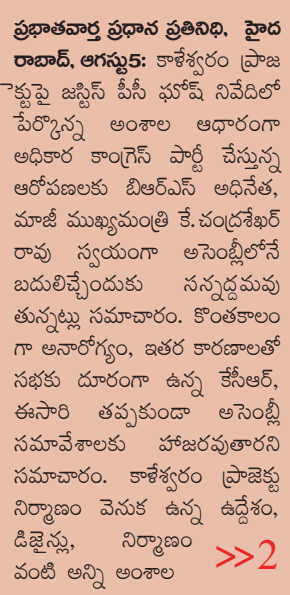 ప్రభాతవార్త ప్రధాన ప్రతినిధి, హైద
రాబాద్, ఆగస్టు5: కాళేశ్వరం ప్రాజ
ెక్టుపై జస్టిస్ పీసీ ఘోష్ నివేదిలో
పేర్కొన్న అంశాల ఆధారంగా
అధికార కాంగ్రెస్ పార్టీ చేస్తున్న
ఆరోపణలకు బిఆర్ఎస్ అధినేత,
మాజీ ముఖ్యమంత్రి కే.చంద్రశేఖర్
రావు స్వయంగా అసెంబ్లీలోనే
బదులిచ్చేందుకు సన్నద్దమవు
తున్నట్లు సమాచారం. కొంతకాలం
గా అనారోగ్యం, ఇతర కారణాలతో
సభకు దూరంగా ఉన్న కేసీఆర్,
ఈసారి తప్పకుండా అసెంబ్లీ
సమావేశాలకు హాజరవుతారని
సమాచారం. కాళేశ్వరం ప్రాజెక్టు
నిర్మాణం వెనుక ఉన్న ఉద్దేశం,
డిజైన్లు, నిర్మాణం
వంటి అన్ని అంశాల >>2